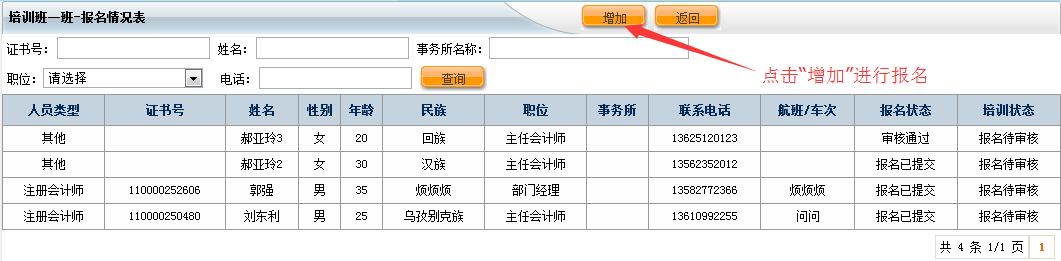 培训班一班-报名情况表 增加 返回
证书号: 姓名: 事务所名称:
点击“增加”进行报名
职位: 请选择 电话: 查询
人员类型 证书号 姓名 性别 年龄 民族 职位 事务所 联系电话 航班/车次 报名状态 培训状态
其他 郝亚玲3 女 20 回族 主任会计师 13625120123 审核通过 报名待审核
其他 郝亚玲2 女 30 汉族 主任会计师 13562352012 报名已提交 报名待审核
注册会计师 110000252606 郭强 男 35 烦烦烦 部门经理 13582772366 烦烦烦 报名已提交 报名待审核
注册会计师 110000250480 刘东利 男 25 乌孜别克族 主任会计师 13610992255 问问 报名已提交 报名待审核
共 4 条 1/1 页 1